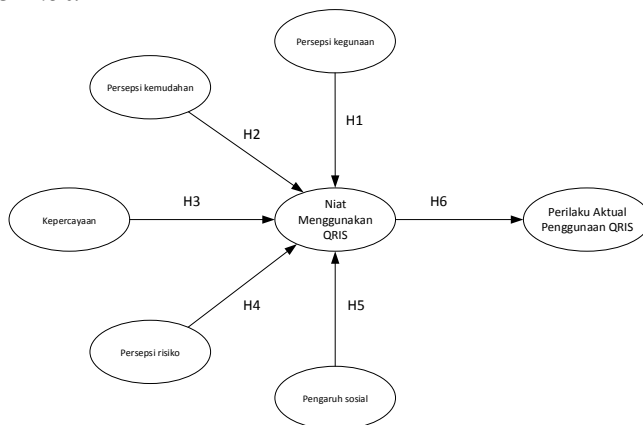 Persepsi kegunaan
Persepsi kemudahan
H1
H2
Kepercayaan
H3
Niat
Menggunakan
QRIS
H6
Perilaku Aktual
Penggunaan QRIS
H4
H5
Persepsi risiko
Pengaruh sosial